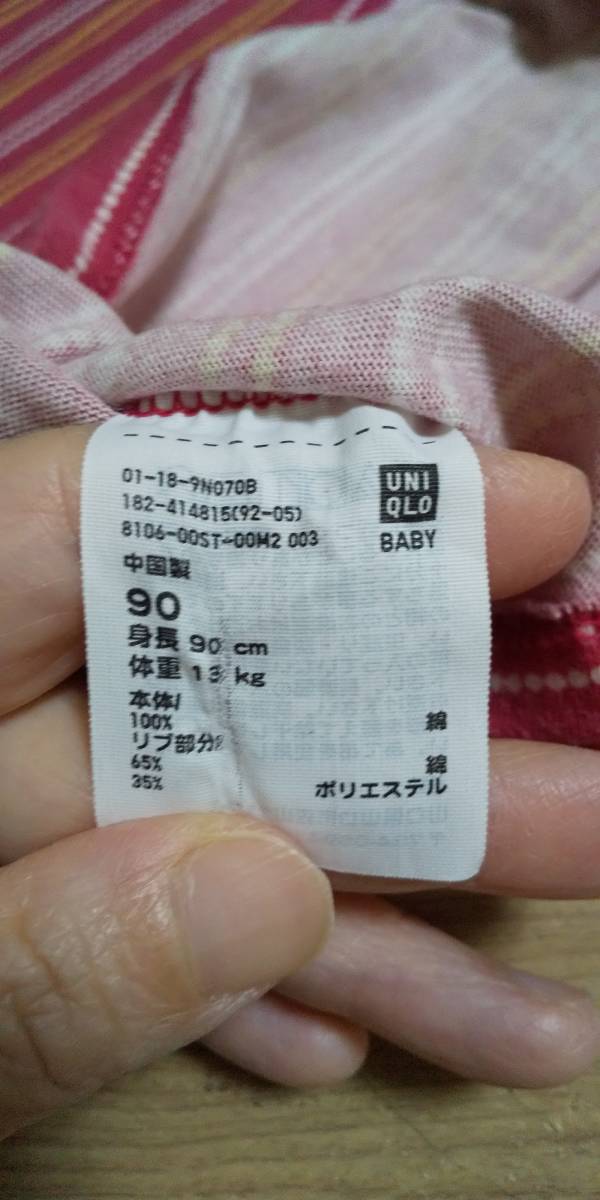 01-18-9N070B
182-414815(92-05)
8106-00ST-00M2 003
UNI
QLO
BABY
中国製
90
身長 90 cm
体重 13 kg
本体/
100% 綿
リブ部分/
65% 綿
35% ポリエステル